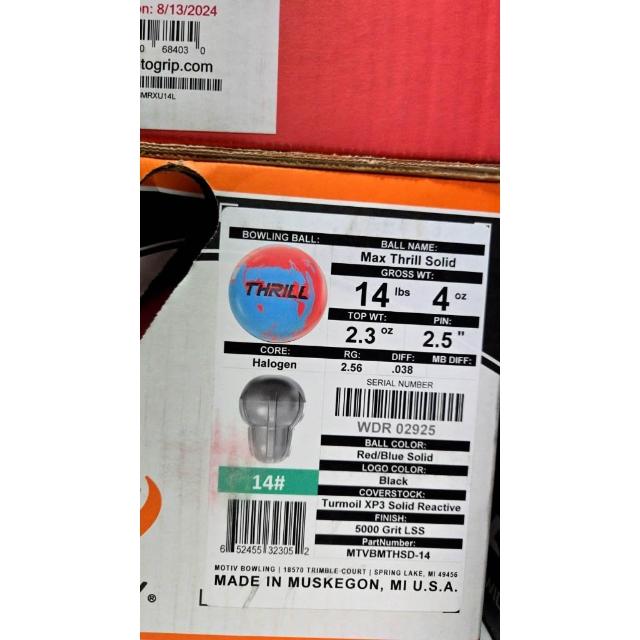 on: 8/13/2024
0 68403 0
togrip.com
MRXU14L
BOWLING BALL:
THRILL
BALL NAME:
Max Thrill Solid
GROSS WT:
14 lbs 4 oz
TOP WT: PIN:
2.3 oz 2.5"
CORE: RG: DIFF: MB DIFF:
Halogen 2.56 .038
SERIAL NUMBER
WDR 02925
BALL COLOR:
Red/Blue Solid
LOGO COLOR:
Black
COVERSTOCK:
Turmoil XP3 Solid Reactive
FINISH:
5000 Grit LSS
PartNumber:
MTVBMTHSD-14
14#
6 52455 32305 2
MOTIV BOWLING | 18570 TRIMBLE COURT | SPRING LAKE, MI 49456
MADE IN MUSKEGON, MI U.S.A.
®